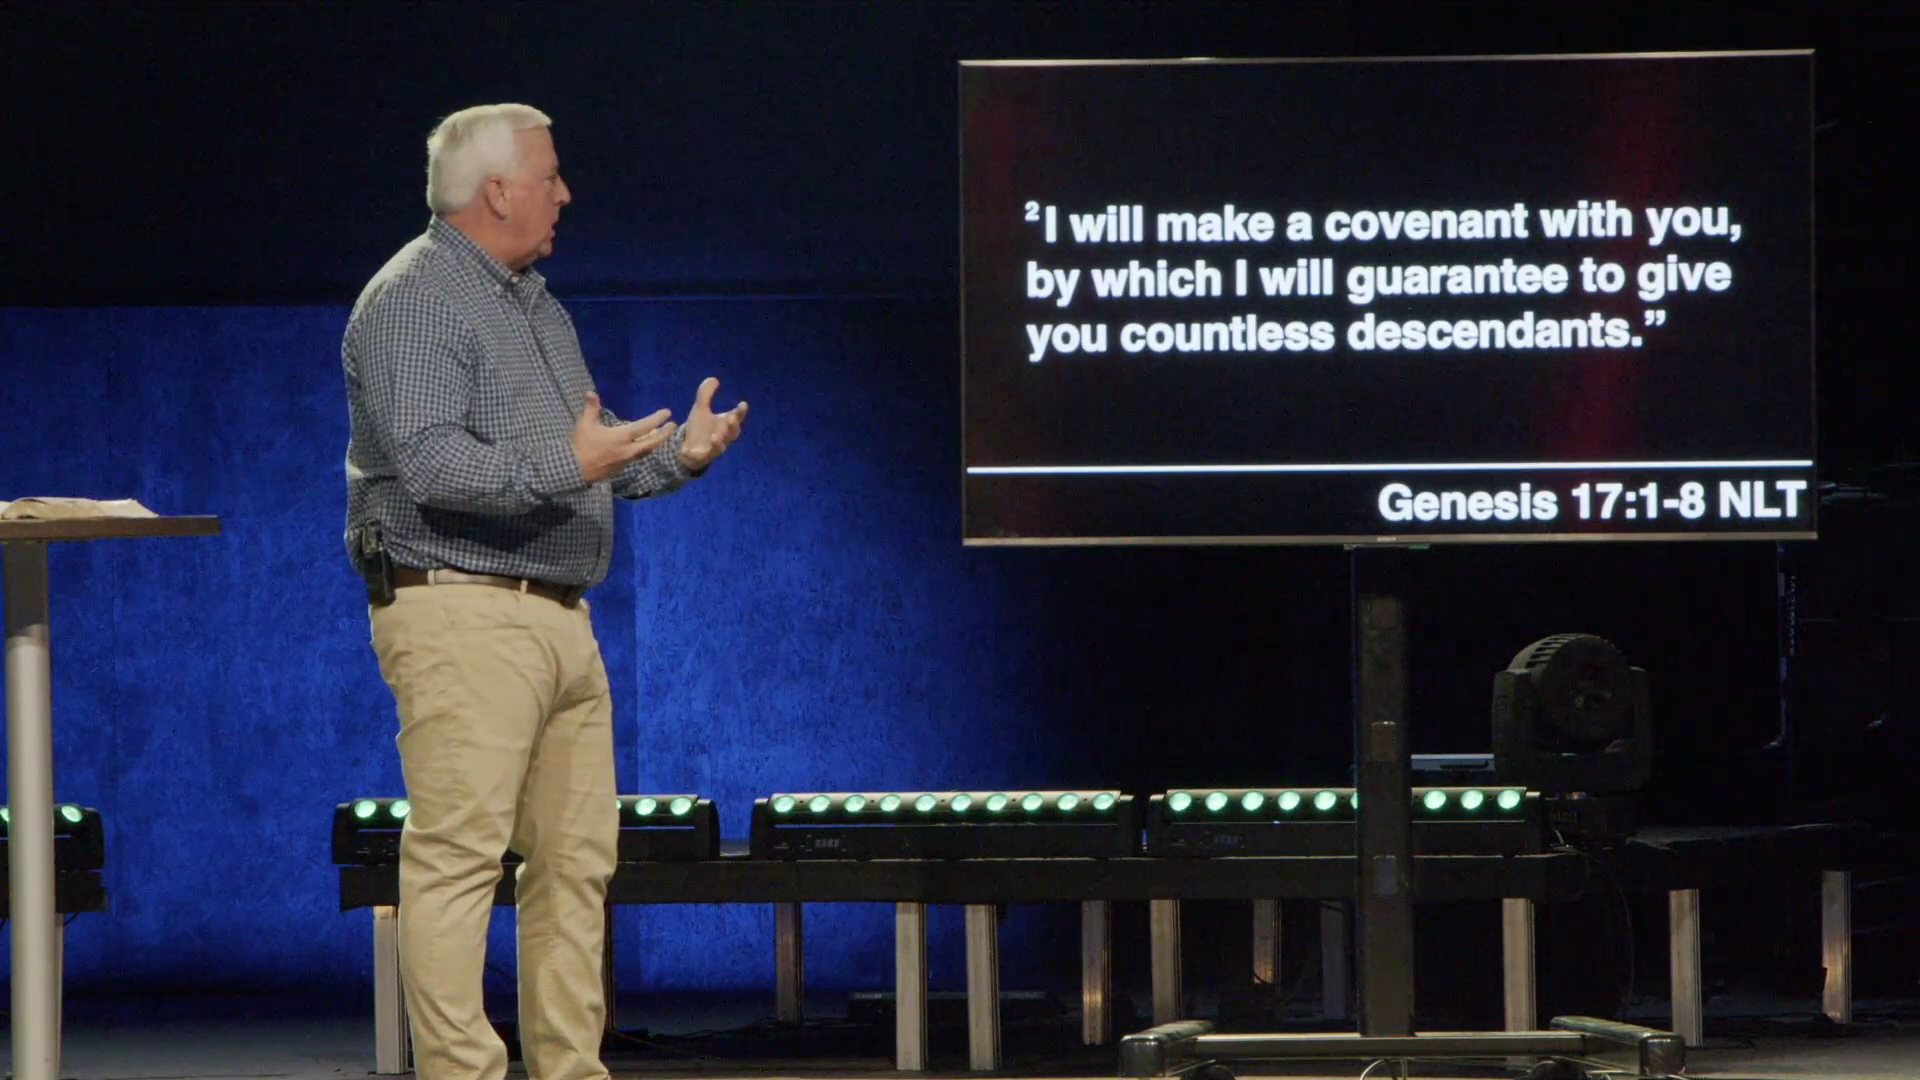 ² I will make a covenant with you,
by which I will guarantee to give
you countless descendants.”
Genesis 17:1-8 NLT